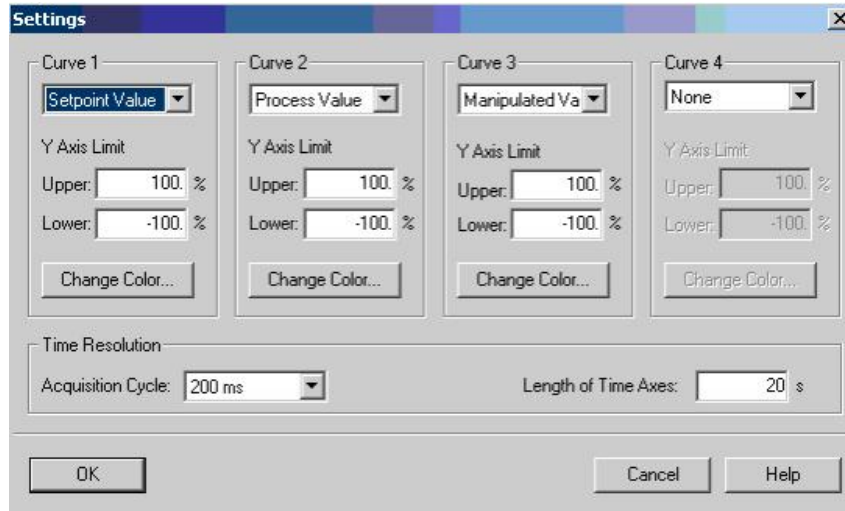 Settings
Curve 1
Setpoint Value
Y Axis Limit
Upper: 100. %
Lower: -100. %
Change Color...
Curve 2
Process Value
Y Axis Limit
Upper: 100. %
Lower: -100. %
Change Color...
Curve 3
Manipulated Va
Y Axis Limit
Upper: 100. %
Lower: -100. %
Change Color...
Curve 4
None
Y Axis Limit
Upper: 100. %
Lower: -100. %
Change Color...
Time Resolution
Acquisition Cycle: 200 ms
Length of Time Axes: 20 s
OK
Cancel
Help